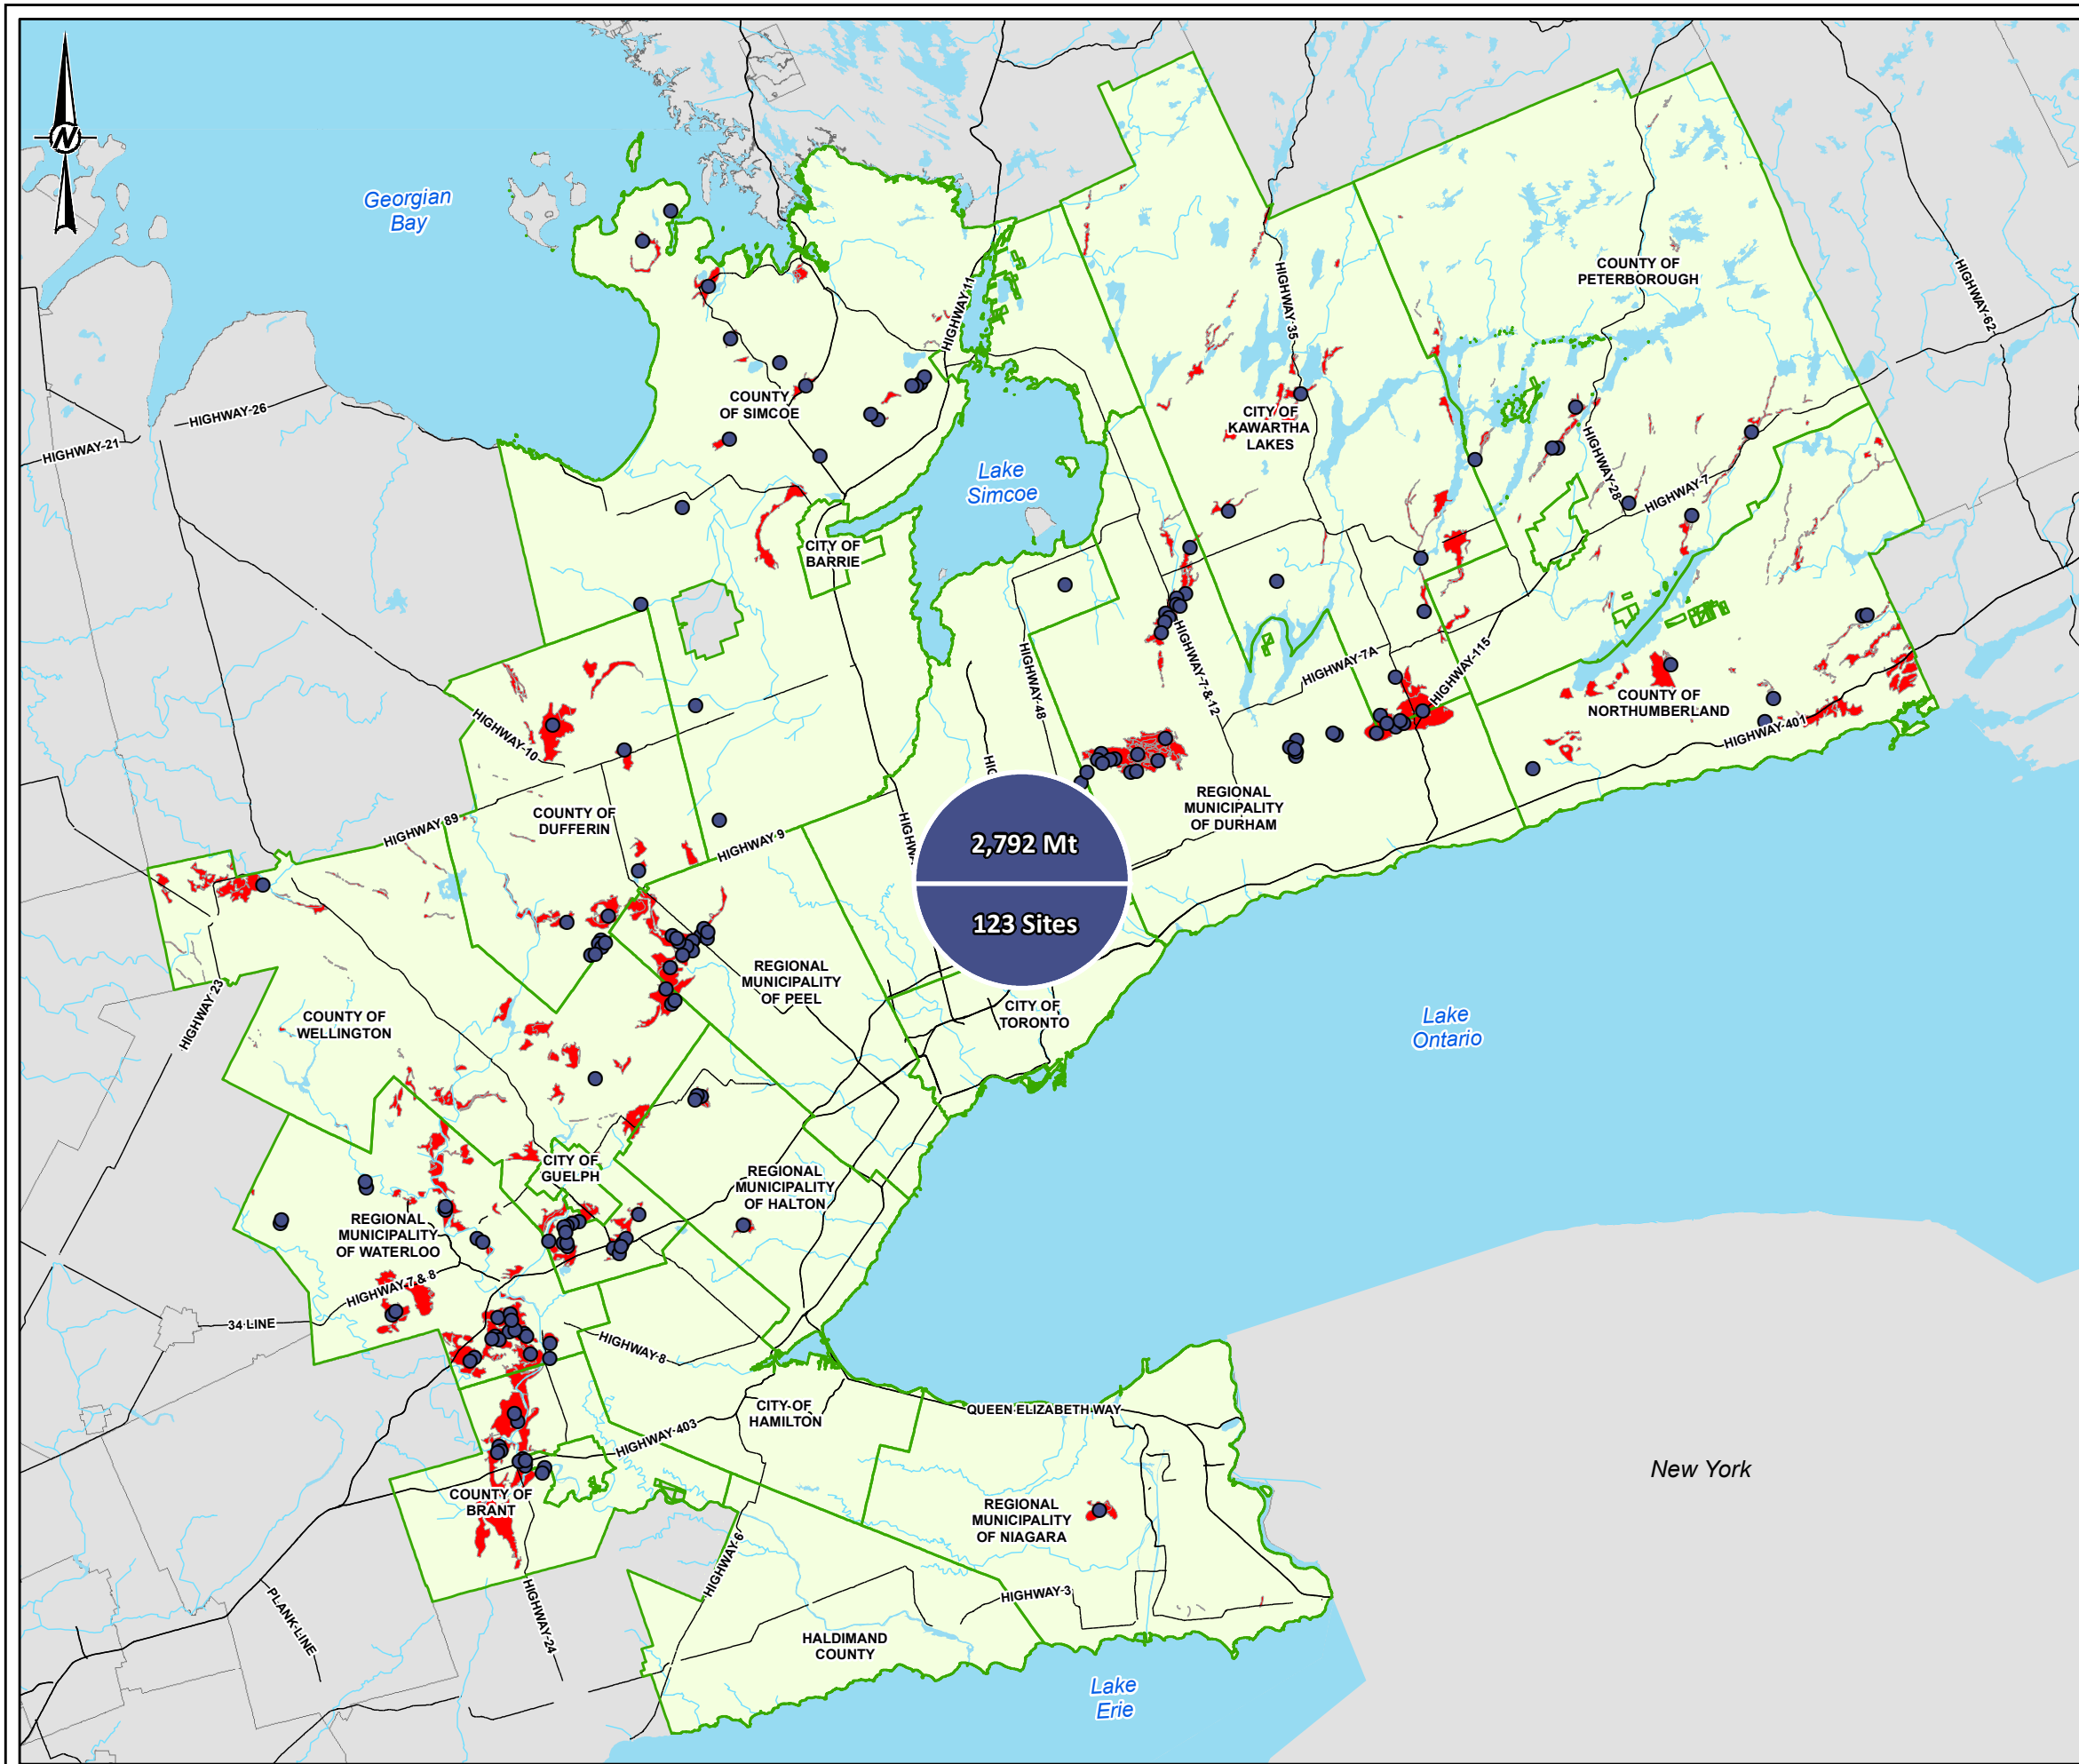 N
Georgian
Bay
COUNTY OF
PETERBOROUGH
HIGHWAY 11
HIGHWAY 35
HIGHWAY 62
HIGHWAY 26
HIGHWAY 21
COUNTY
OF SIMCOE
CITY OF
KAWARTHA
LAKES
HIGHWAY 28
HIGHWAY 7
Lake
Simcoe
CITY OF
BARRIE
HIGHWAY 7 & 12
HIGHWAY 48
HIGHWAY 7A
HIGHWAY 115
COUNTY OF
NORTHUMBERLAND
HIGHWAY 401
HIGHWAY 10
COUNTY OF
DUFFERIN
HIGHWAY 89
HIGHWAY 9
REGIONAL
MUNICIPALITY
OF DURHAM
2,792 Mt
123 Sites
REGIONAL
MUNICIPALITY
OF PEEL
CITY OF
TORONTO
Lake
Ontario
HIGHWAY 23
COUNTY OF
WELLINGTON
CITY OF
GUELPH
REGIONAL
MUNICIPALITY
OF HALTON
REGIONAL
MUNICIPALITY
OF WATERLOO
HIGHWAY 7 & 8
34 LINE
HIGHWAY 8
CITY OF
HAMILTON
QUEEN ELIZABETH WAY
HIGHWAY 403
New York
COUNTY OF
BRANT
REGIONAL
MUNICIPALITY
OF NIAGARA
HIGHWAY 6
HIGHWAY 3
PLANK LINE
HIGHWAY 24
HALDIMAND
COUNTY
Lake
Erie